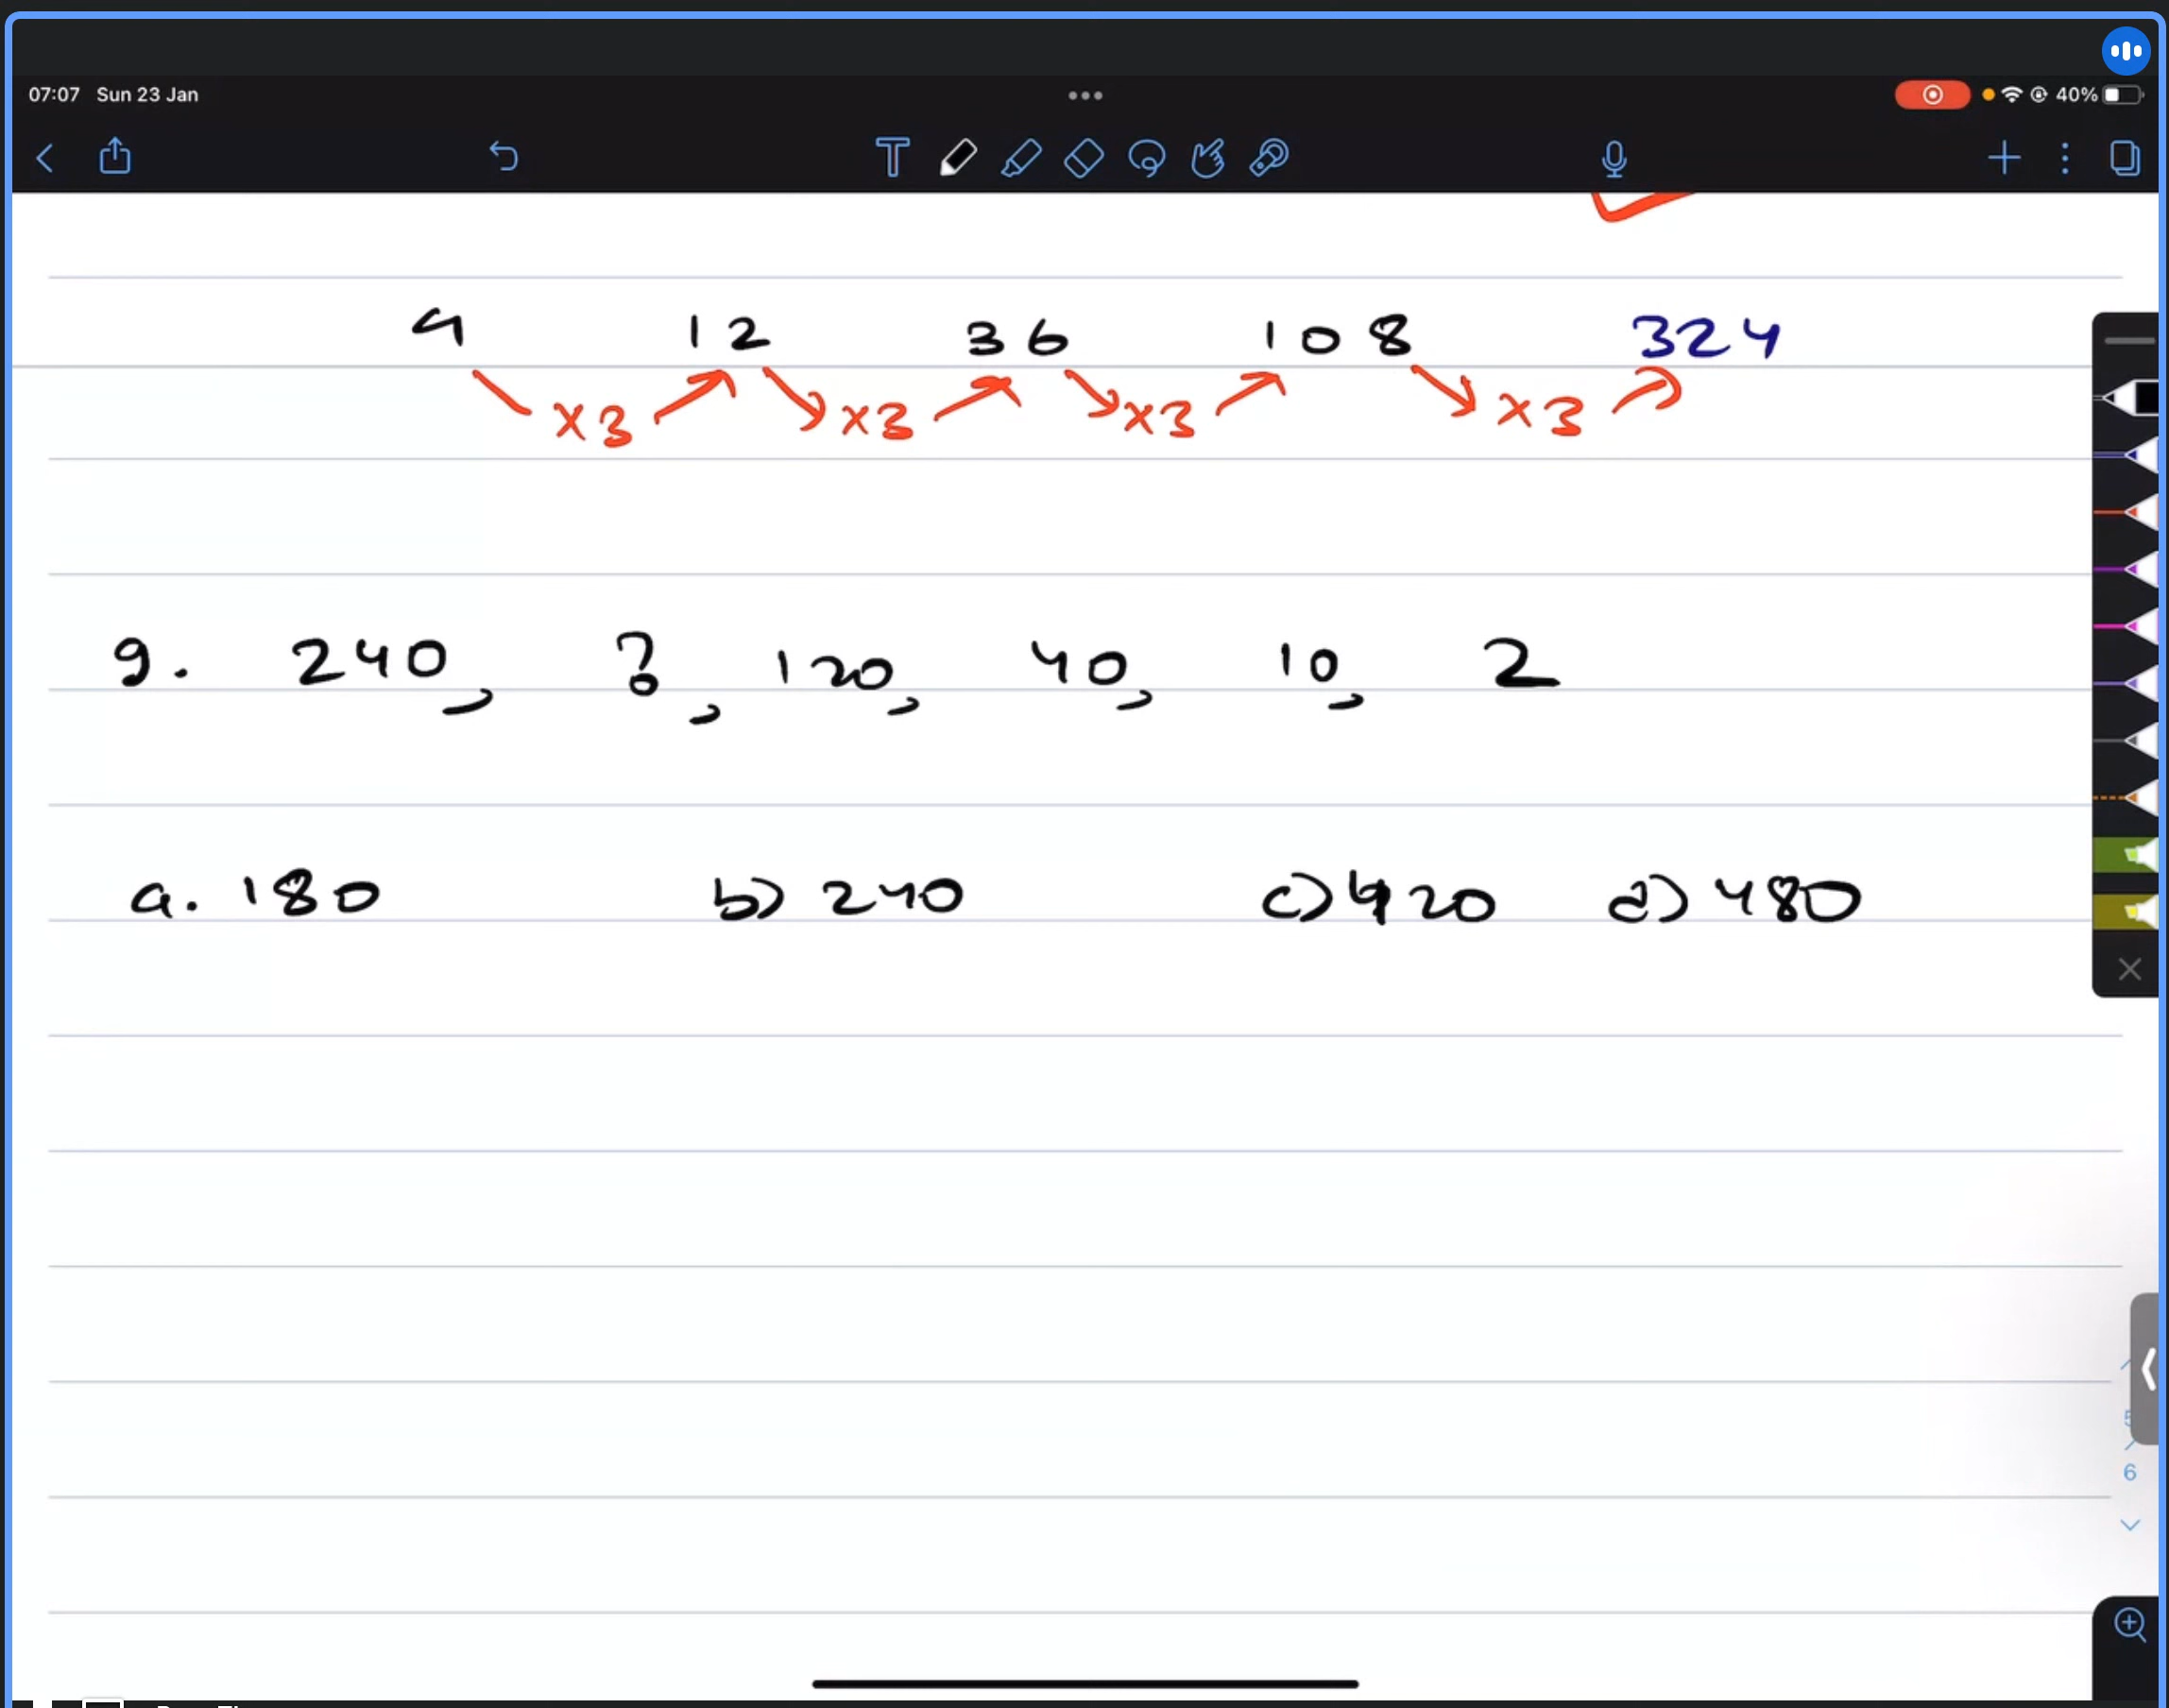 07:07 Sun 23 Jan 40%
4 12 36 108 324
x3 x3 x3 x3
9. 240, ?, 120, 40, 10, 2
a. 180 b) 240 c) 420 d) 480
6